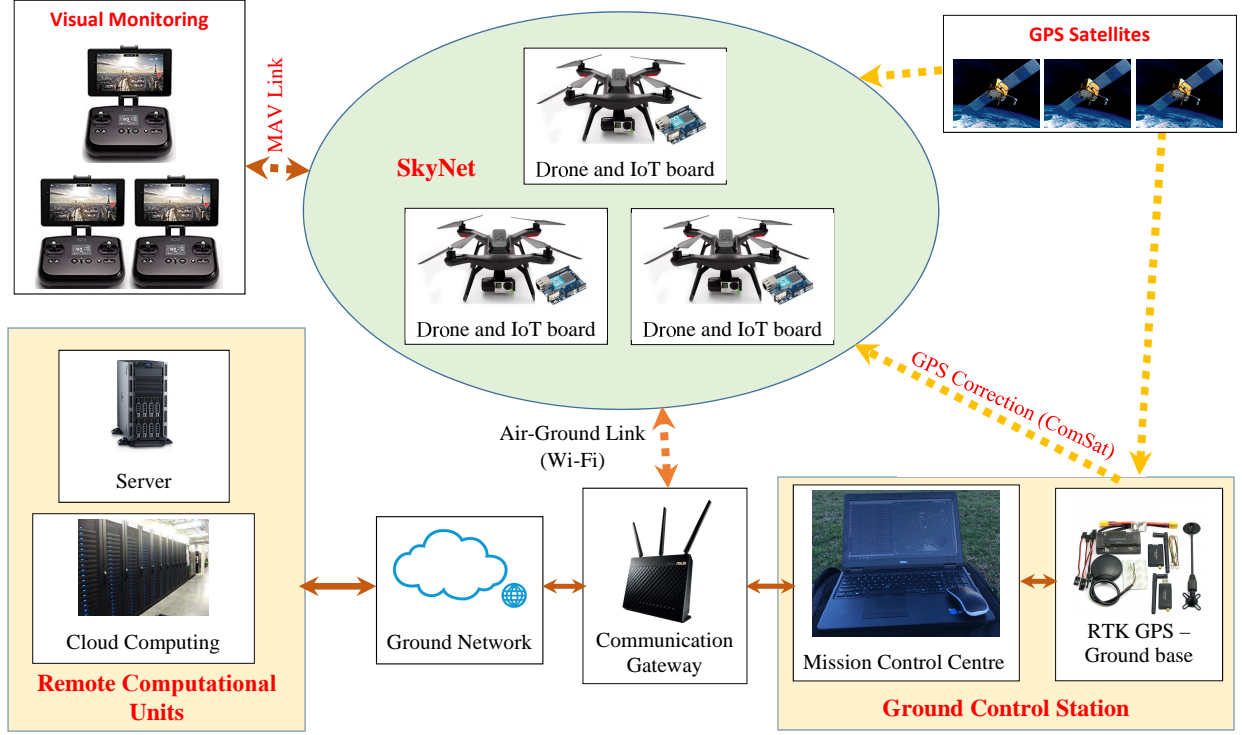 Visual Monitoring
MAV Link
SkyNet
Drone and IoT board
Drone and IoT board
Drone and IoT board
GPS Satellites
GPS Correction (ComSat)
Air-Ground Link
(Wi-Fi)
Server
Cloud Computing
Remote Computational
Units
Ground Network
Communication
Gateway
Mission Control Centre
RTK GPS –
Ground base
Ground Control Station